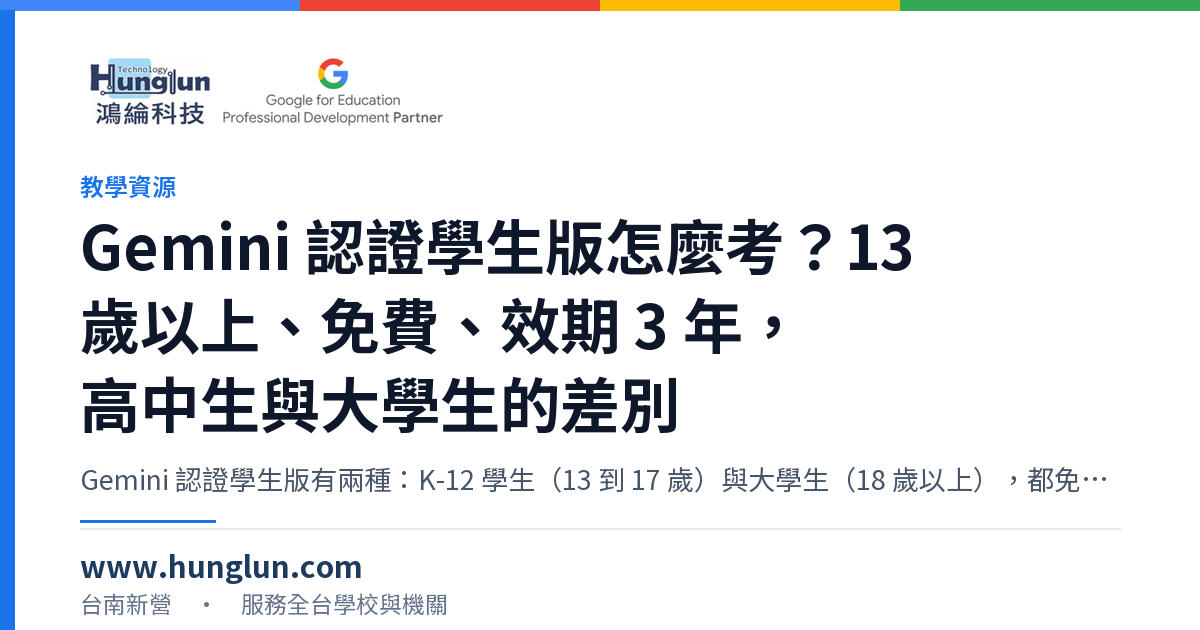 Technology
Hunglun
鴻綸科技
Google for Education
Professional Development Partner
教學資源
Gemini 認證學生版怎麼考？13
歲以上、免費、效期 3 年，
高中生與大學生的差別
Gemini 認證學生版有兩種：K-12 學生（13 到 17 歲）與大學生（18 歲以上），都免…
www.hunglun.com
台南新營 • 服務全台學校與機關